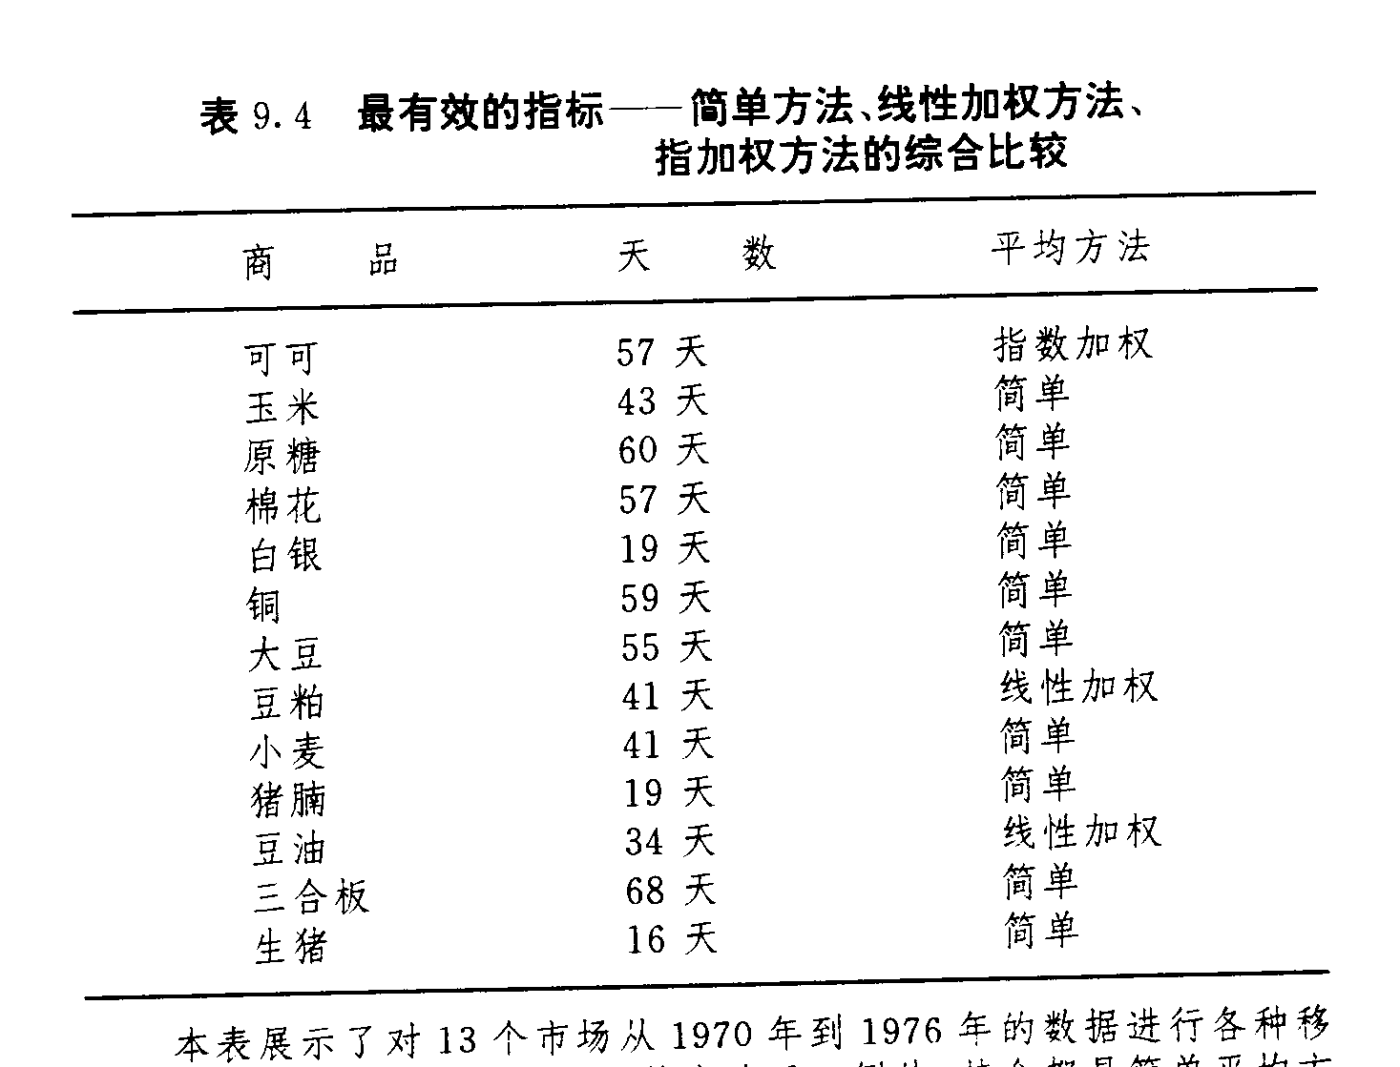 表 9.4 最有效的指标——简单方法、线性加权方法、
指加权方法的综合比较
商 品 天 数 平均方法
可可 57 天 指数加权
玉米 43 天 简单
原糖 60 天 简单
棉花 57 天 简单
白银 19 天 简单
铜 59 天 简单
大豆 55 天 简单
豆粕 41 天 线性加权
小麦 41 天 简单
猪腩 19 天 简单
豆油 34 天 线性加权
三合板 68 天 简单
生猪 16 天 简单
本表展示了对 13 个市场从 1970 年到 1976 年的数据进行各种移